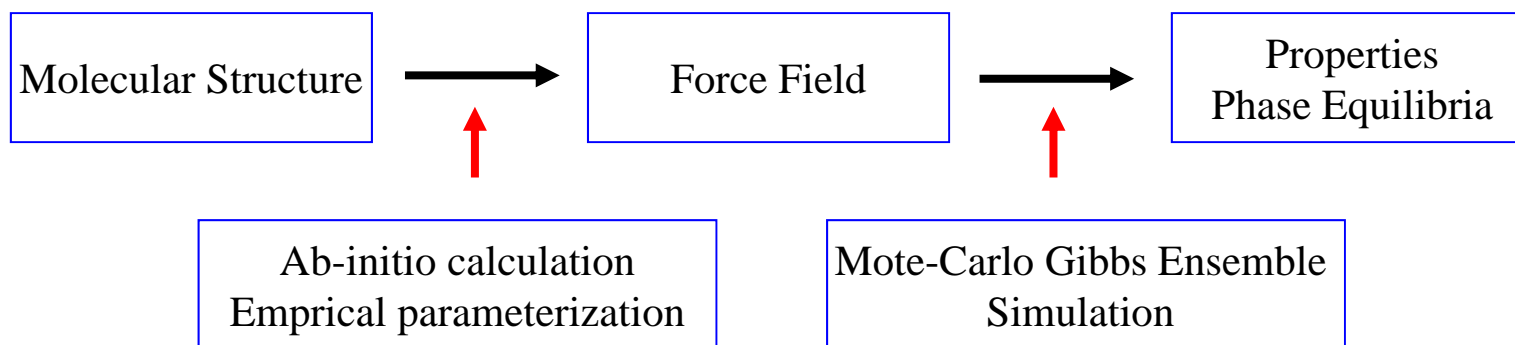 Molecular Structure
Force Field
Properties
Phase Equilibria
Ab-initio calculation
Emprical parameterization
Mote-Carlo Gibbs Ensemble
Simulation